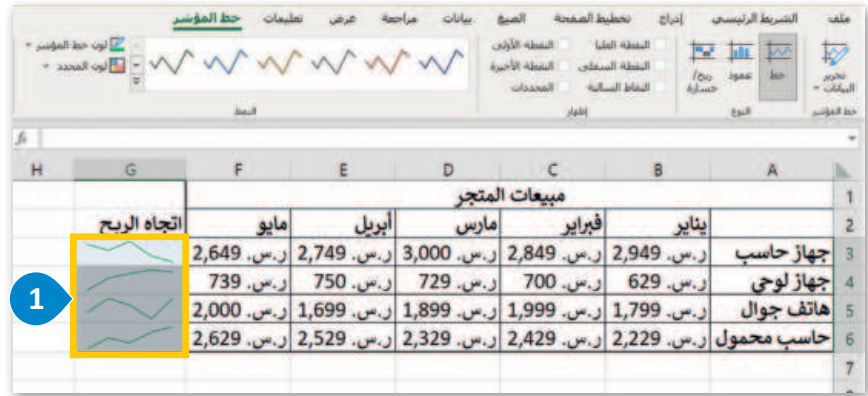 ملف الشريط الرئيسي إدراج تخطيط الصفحة الصيغ بيانات مراجعة عرض تعليمات خط المؤشر
تحرير البيانات
خط عمود ربح/خسارة
النقطة العليا النقطة الأولى
النقطة السفلى النقطة الأخيرة
النقاط السالبة المحددات
لون خط المؤشر
لون المحدد
خط المؤشر النوع إظهار النمط
fx
A B C D E F G H
1 مبيعات المتجر
2 يناير فبراير مارس أبريل مايو اتجاه الربح
3 جهاز حاسب ر.س. 2,949 ر.س. 2,849 ر.س. 3,000 ر.س. 2,749 ر.س. 2,649
4 جهاز لوحي ر.س. 629 ر.س. 700 ر.س. 729 ر.س. 750 ر.س. 739
5 هاتف جوال ر.س. 1,799 ر.س. 1,999 ر.س. 1,899 ر.س. 1,699 ر.س. 2,000
6 حاسب محمول ر.س. 2,229 ر.س. 2,429 ر.س. 2,329 ر.س. 2,529 ر.س. 2,629
7
1